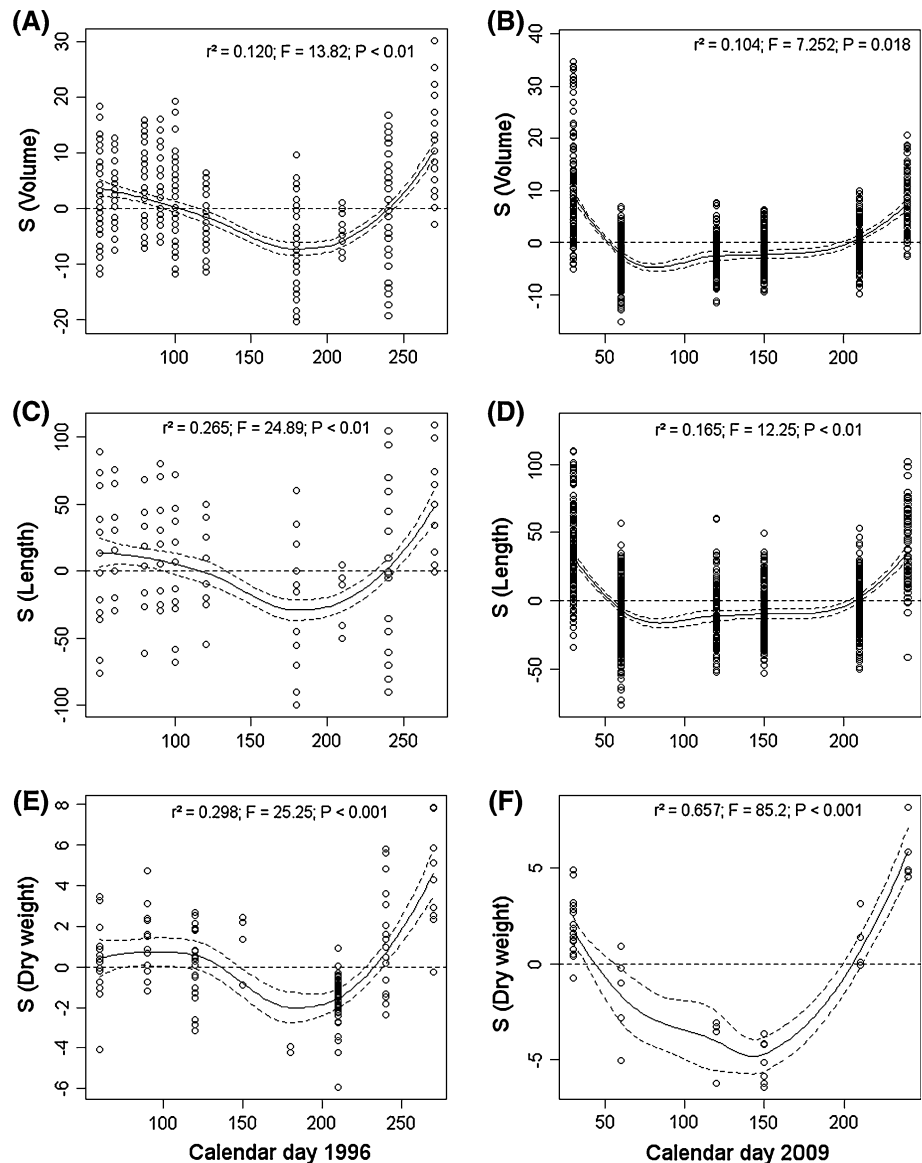 (A)
r² = 0.120; F = 13.82; P < 0.01
S (Volume)
30
20
10
0
-10
-20
100 150 200 250
(B)
r² = 0.104; F = 7.252; P = 0.018
S (Volume)
40
30
20
10
0
-10
50 100 150 200
(C)
r² = 0.265; F = 24.89; P < 0.01
S (Length)
100
50
0
-50
-100
100 150 200 250
(D)
r² = 0.165; F = 12.25; P < 0.01
S (Length)
100
50
0
-50
50 100 150 200
(E)
r² = 0.298; F = 25.25; P < 0.001
S (Dry weight)
8
6
4
2
0
-2
-4
-6
100 150 200 250
Calendar day 1996
(F)
r² = 0.657; F = 85.2; P < 0.001
S (Dry weight)
5
0
-5
50 100 150 200
Calendar day 2009